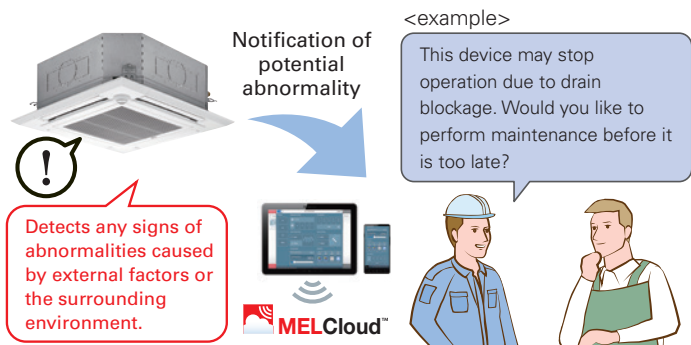 <example>
Notification of
potential
abnormality
This device may stop
operation due to drain
blockage. Would you like to
perform maintenance before it
is too late?
!
Detects any signs of
abnormalities caused
by external factors or
the surrounding
environment.
MELCloud™